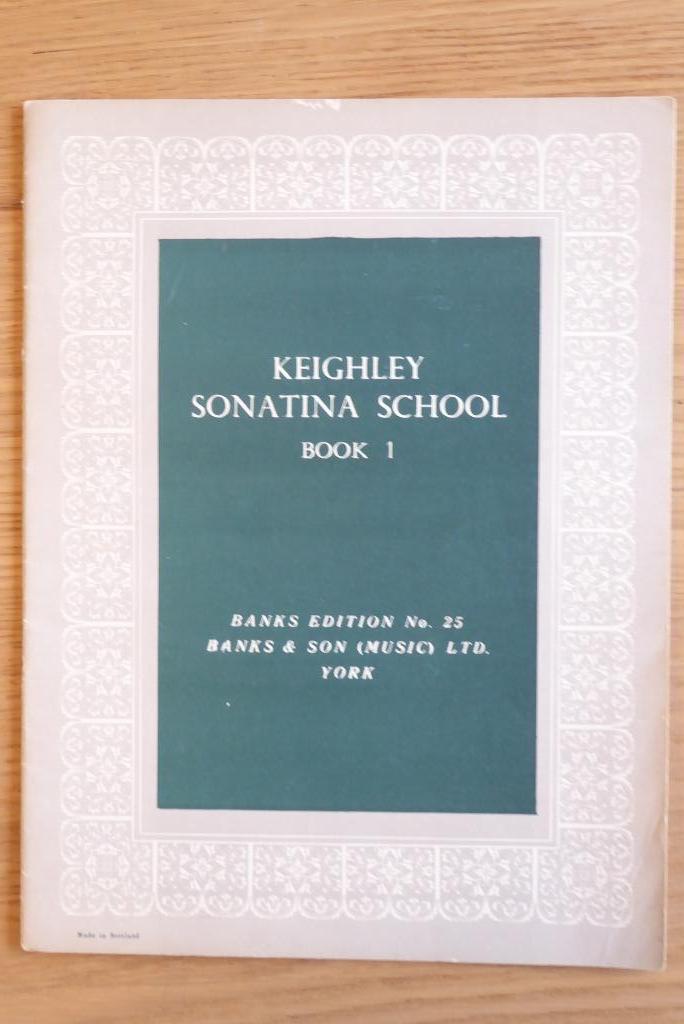 KEIGHLEY
SONATINA SCHOOL
BOOK 1
BANKS EDITION No. 25
BANKS & SON (MUSIC) LTD.
YORK
Made in Scotland